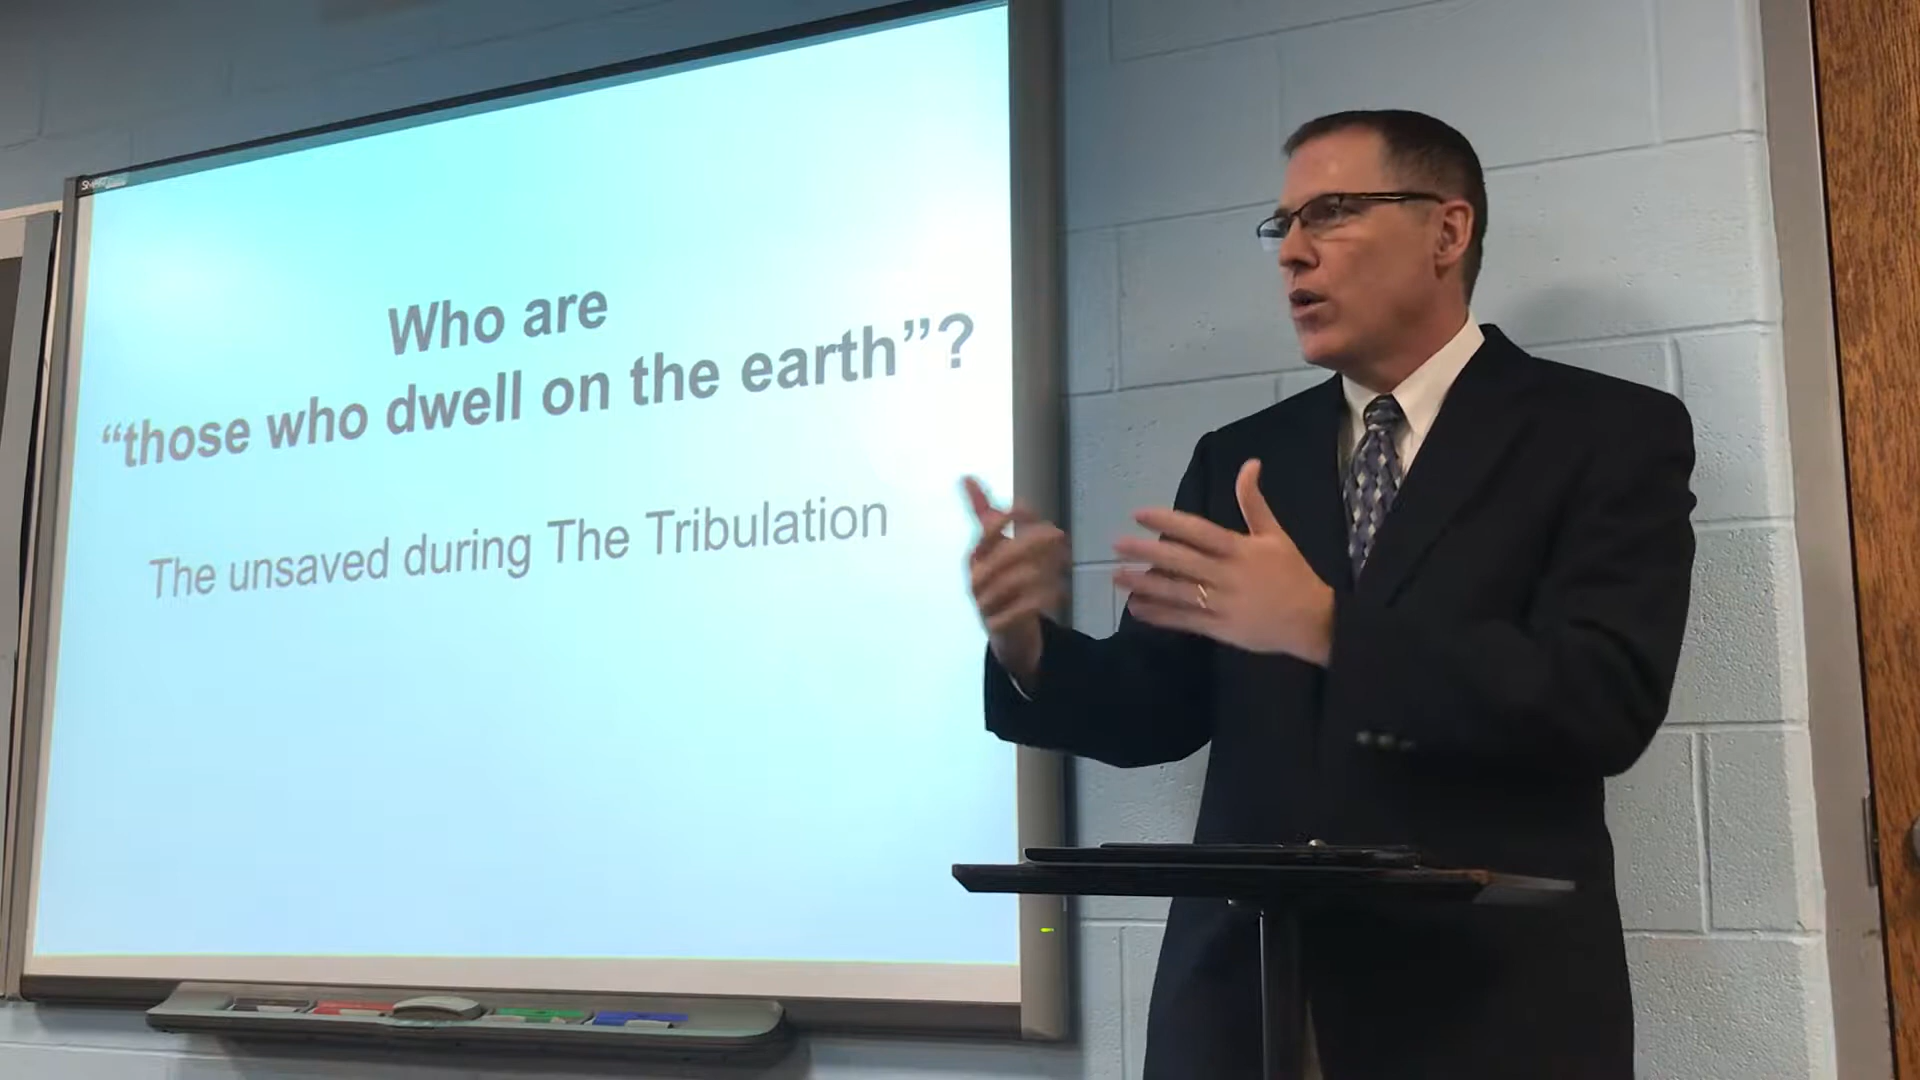 Who are
“those who dwell on the earth”?
The unsaved during The Tribulation